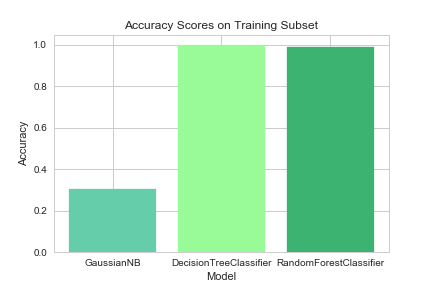 Accuracy Scores on Training Subset
1.0
0.8
0.6
0.4
0.2
0.0
Accuracy
GaussianNB DecisionTreeClassifier RandomForestClassifier
Model